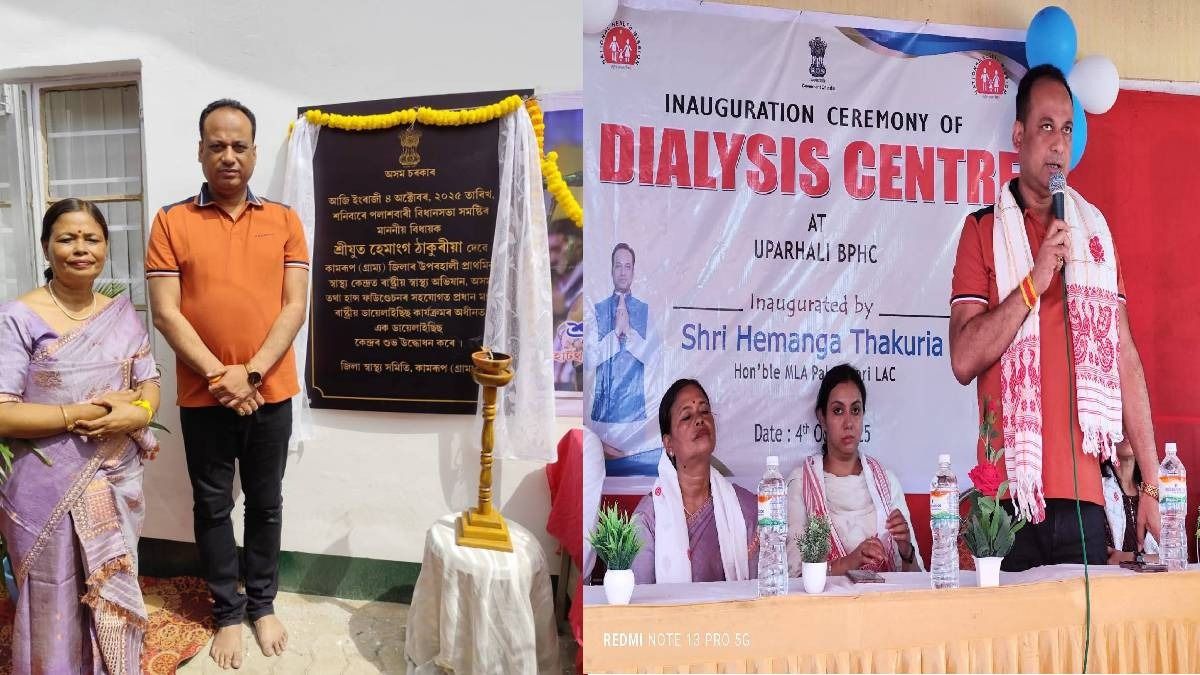 অসম চৰকাৰ
আজি ইংৰাজী ৪ অক্টোবৰ, ২০২৫ তাৰিখ,
শনিবাৰে পলাশবাৰী বিধানসভা সমষ্টিৰ
মাননীয় বিধায়ক
শ্ৰীযুত হেমাংগ ঠাকুৰীয়া দেৱে
কামৰূপ (গ্ৰাম্য) জিলাৰ উপৰহালী প্ৰাথমিক
স্বাস্থ্য কেন্দ্ৰত ৰাষ্ট্ৰীয় স্বাস্থ্য অভিযান, অসম
তথা হান্স ফাউণ্ডেচনৰ সহযোগত প্ৰধান
ৰাষ্ট্ৰীয় ডায়েলাইছিছ কাৰ্যক্ৰমৰ অধীনত
এক ডায়েলাইছিছ
কেন্দ্ৰৰ শুভ উদ্বোধন কৰে ।
জিলা স্বাস্থ্য সমিতি, কামৰূপ (গ্ৰাম্য
INAUGURATION CEREMONY OF
DIALYSIS CENTRE
AT
UPARHALI BPHC
Inaugurated by
Shri Hemanga Thakuria
Hon'ble MLA LAC
Date : 4th
REDMI NOTE 13 PRO 5G